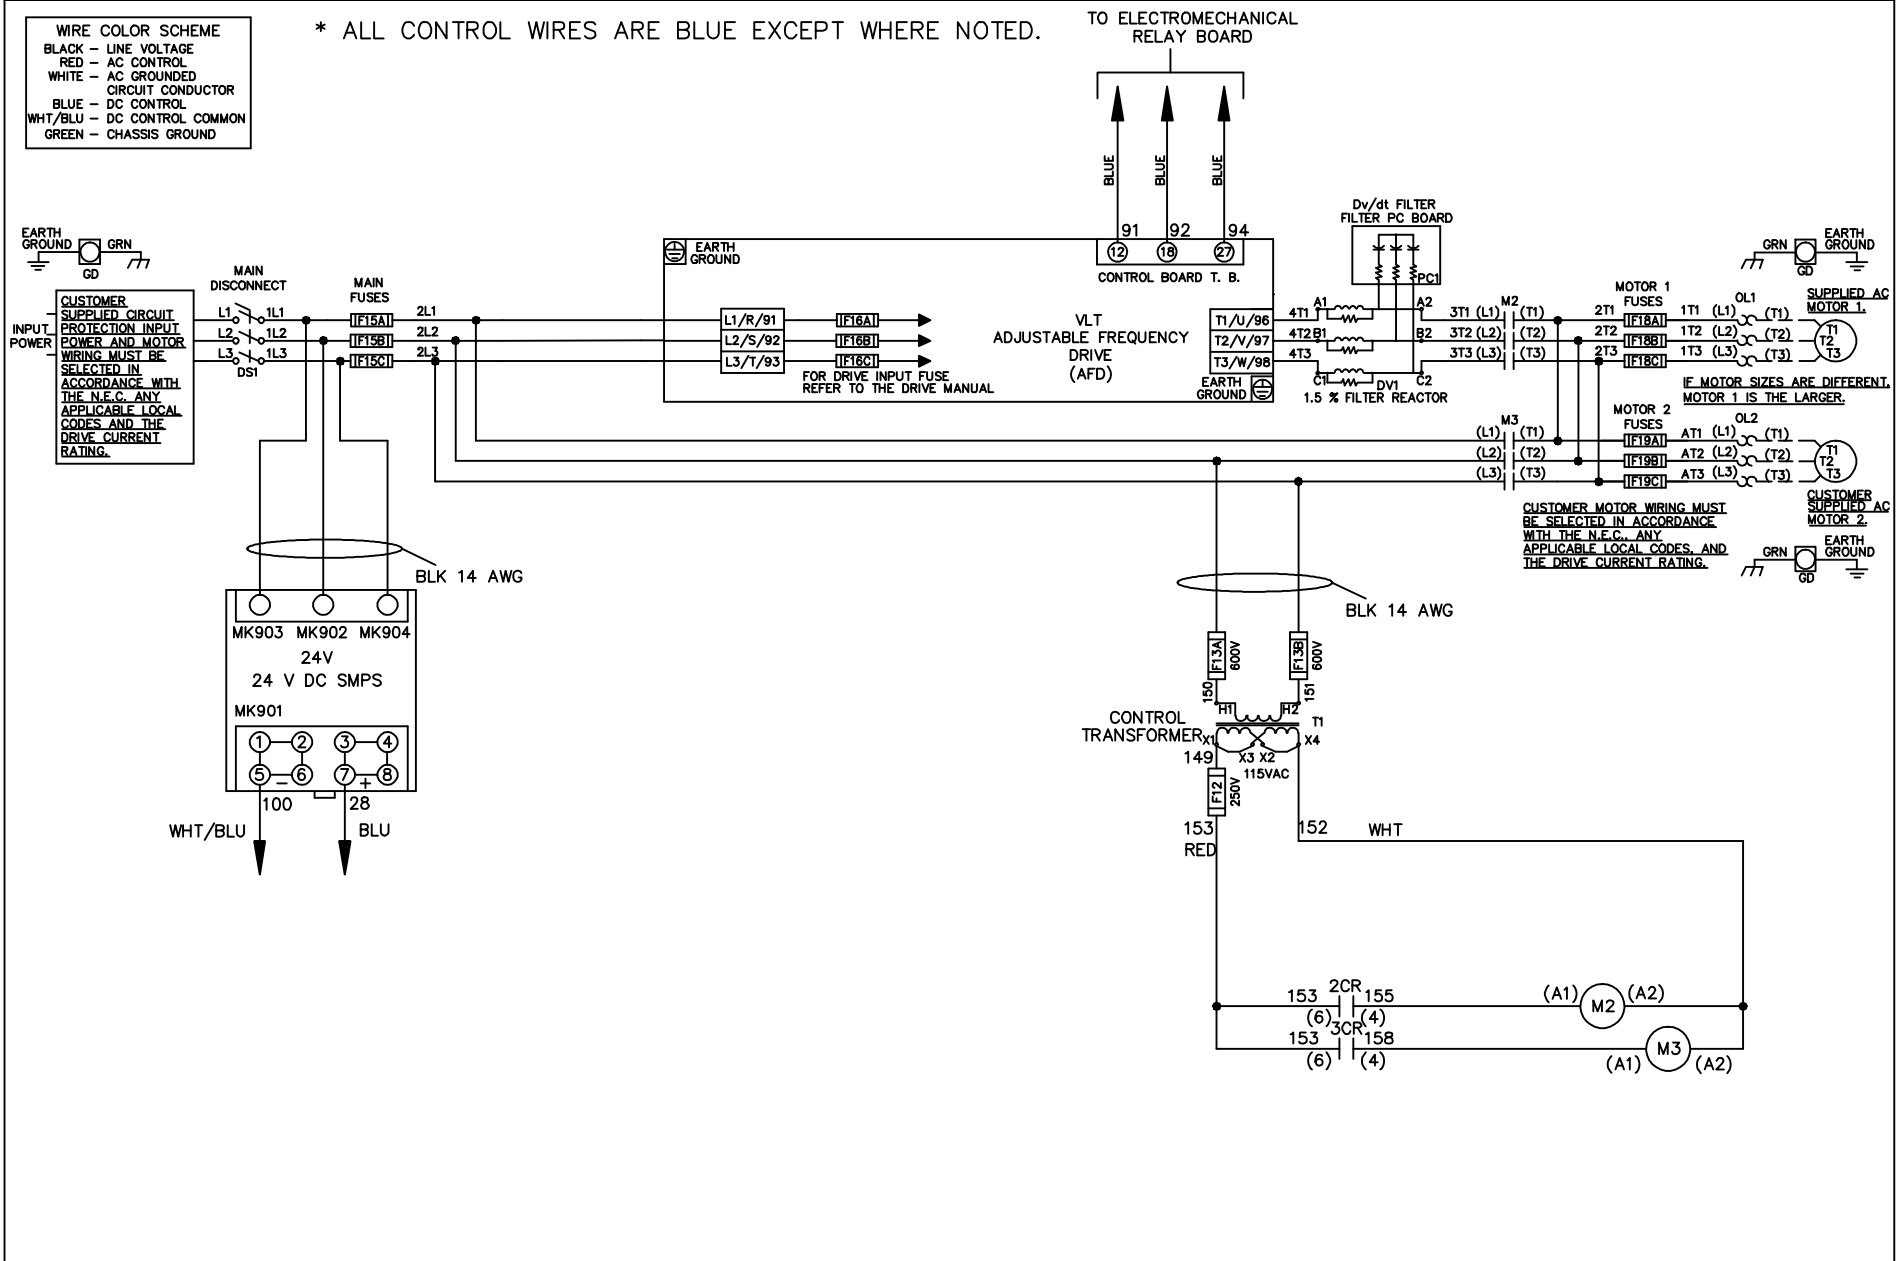 WIRE COLOR SCHEME
BLACK – LINE VOLTAGE
RED – AC CONTROL
WHITE – AC GROUNDED
CIRCUIT CONDUCTOR
BLUE – DC CONTROL
WHT/BLU – DC CONTROL COMMON
GREEN – CHASSIS GROUND
* ALL CONTROL WIRES ARE BLUE EXCEPT WHERE NOTED.
TO ELECTROMECHANICAL
RELAY BOARD
BLUE
BLUE
BLUE
91 92 94
12 18 27
CONTROL BOARD T. B.
EARTH
GROUND
GRN
GD
INPUT
POWER
CUSTOMER
SUPPLIED CIRCUIT
PROTECTION INPUT
POWER AND MOTOR
WIRING MUST BE
SELECTED IN
ACCORDANCE WITH
THE N.E.C. ANY
APPLICABLE LOCAL
CODES AND THE
DRIVE CURRENT
RATING.
MAIN
DISCONNECT
L1 1L1
L2 1L2
L3 1L3
DS1
MAIN
FUSES
F15A 2L1
F15B 2L2
F15C 2L3
EARTH
GROUND
L1/R/91 F16A
L2/S/92 F16B
L3/T/93 F16C
FOR DRIVE INPUT FUSE
REFER TO THE DRIVE MANUAL
VLT
ADJUSTABLE FREQUENCY
DRIVE
(AFD)
T1/U/96 4T1
T2/V/97 4T2
T3/W/98 4T3
EARTH
GROUND
Dv/dt FILTER
FILTER PC BOARD
PC1
A1 A2
B1 B2
C1 DV1 C2
1.5 % FILTER REACTOR
M2
3T1 (L1) (T1)
3T2 (L2) (T2)
3T3 (L3) (T3)
MOTOR 1
FUSES
2T1 F18A 1T1 (L1) (T1)
2T2 F18B 1T2 (L2) (T2)
2T3 F18C 1T3 (L3) (T3)
OL1
GRN
GD
EARTH
GROUND
SUPPLIED AC
MOTOR 1.
T1
T2
T3
IF MOTOR SIZES ARE DIFFERENT,
MOTOR 1 IS THE LARGER.
M3
(L1) (T1)
(L2) (T2)
(L3) (T3)
MOTOR 2
FUSES
F19A AT1 (L1) (T1)
F19B AT2 (L2) (T2)
F19C AT3 (L3) (T3)
OL2
T1
T2
T3
CUSTOMER
SUPPLIED AC
MOTOR 2.
CUSTOMER MOTOR WIRING MUST
BE SELECTED IN ACCORDANCE
WITH THE N.E.C., ANY
APPLICABLE LOCAL CODES, AND
THE DRIVE CURRENT RATING.
GRN
GD
EARTH
GROUND
BLK 14 AWG
MK903 MK902 MK904
24V
24 V DC SMPS
MK901
1 2 3 4
5 – 6 7 + 8
100 28
WHT/BLU BLU
BLK 14 AWG
F13A 600V
F13B 600V
150 151
H1 H2
T1
CONTROL
TRANSFORMER
X1 X4
X3 X2
149
115VAC
F12 250V
153
RED
152 WHT
2CR
153 155
(6) (4)
(A1) M2 (A2)
3CR
153 158
(6) (4)
(A1) M3 (A2)